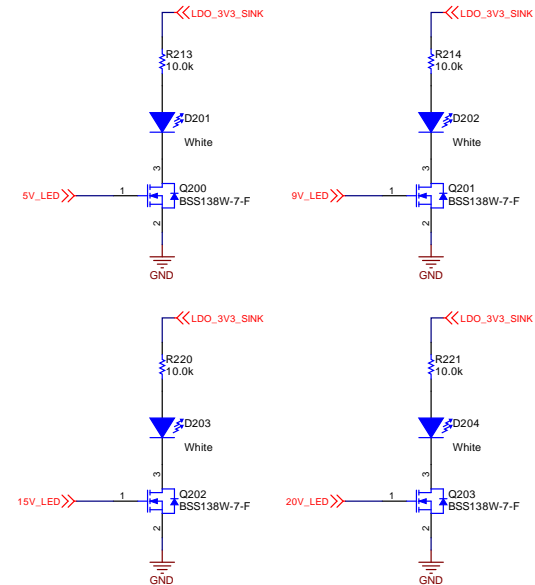 LDO_3V3_SINK
R213
10.0k
D201
White
3
5V_LED
1
Q200
BSS138W-7-F
2
GND
LDO_3V3_SINK
R214
10.0k
D202
White
3
9V_LED
1
Q201
BSS138W-7-F
2
GND
LDO_3V3_SINK
R220
10.0k
D203
White
3
15V_LED
1
Q202
BSS138W-7-F
2
GND
LDO_3V3_SINK
R221
10.0k
D204
White
3
20V_LED
1
Q203
BSS138W-7-F
2
GND